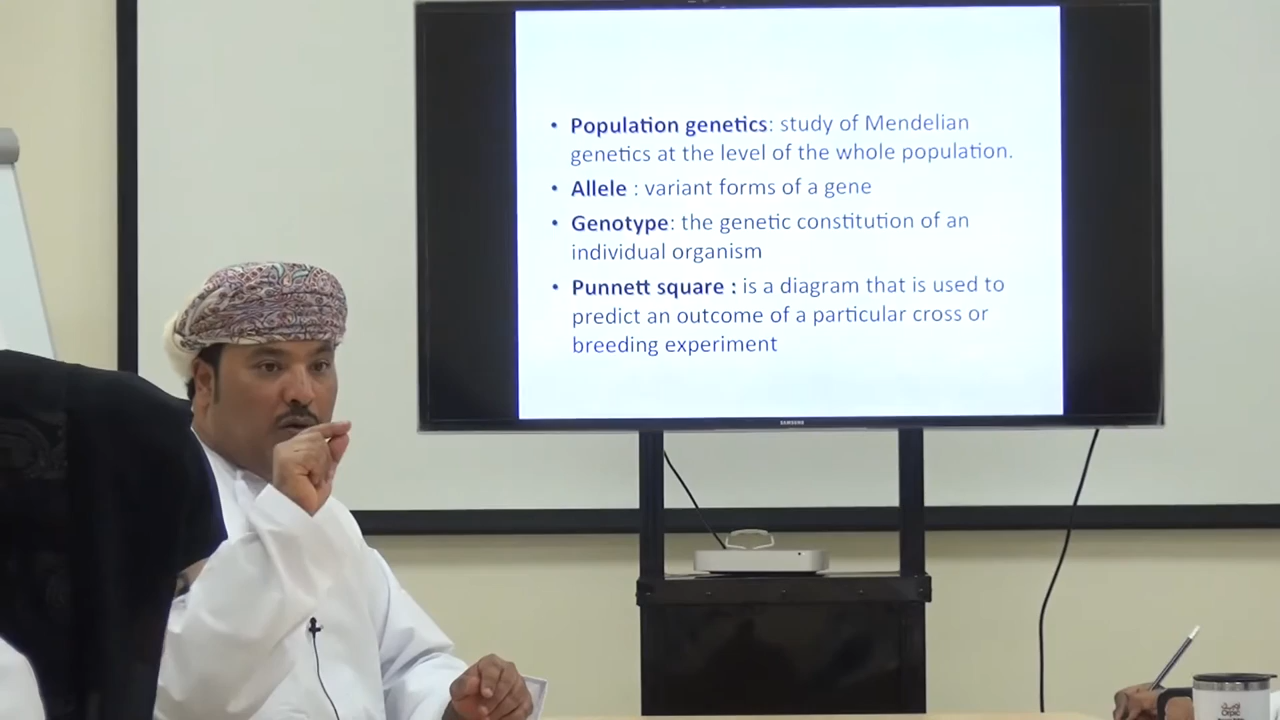 • Population genetics: study of Mendelian
genetics at the level of the whole population.
• Allele : variant forms of a gene
• Genotype: the genetic constitution of an
individual organism
• Punnett square : is a diagram that is used to
predict an outcome of a particular cross or
breeding experiment
SAMSUNG
Orpic